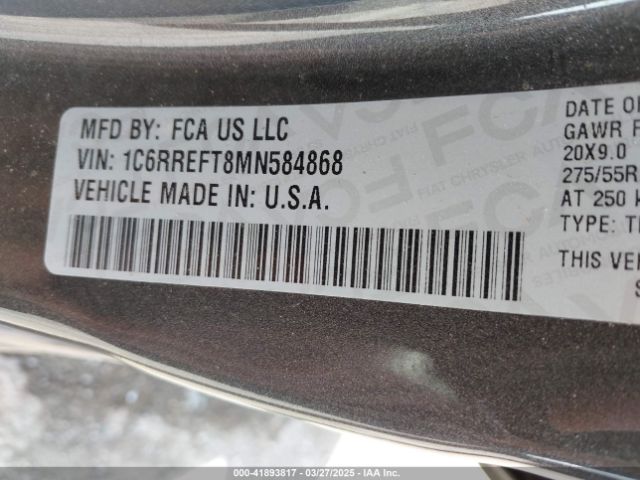 MFD BY: FCA US LLC
VIN: 1C6RREFT8MN584868
VEHICLE MADE IN: U.S.A.
DATE OF
GAWR
20X9.0
275/55R
AT 250
TYPE:
THIS VE
000-41893817 - 03/27/2025 - IAA Inc.